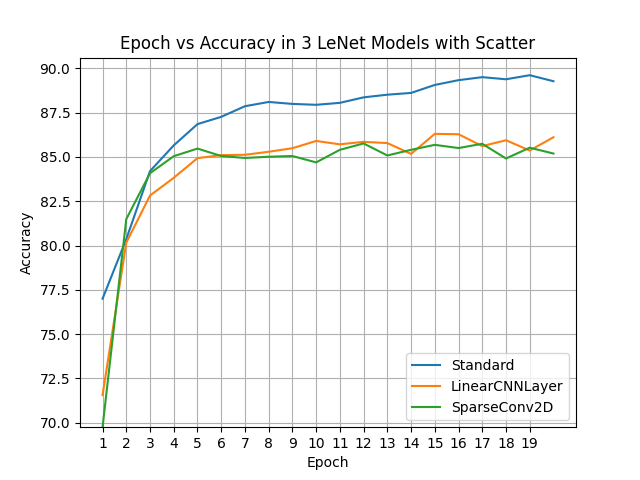 Epoch vs Accuracy in 3 LeNet Models with Scatter
90.0
87.5
85.0
82.5
80.0
77.5
75.0
72.5
70.0
Accuracy
Standard
LinearCNNLayer
SparseConv2D
1 2 3 4 5 6 7 8 9 10 11 12 13 14 15 16 17 18 19
Epoch